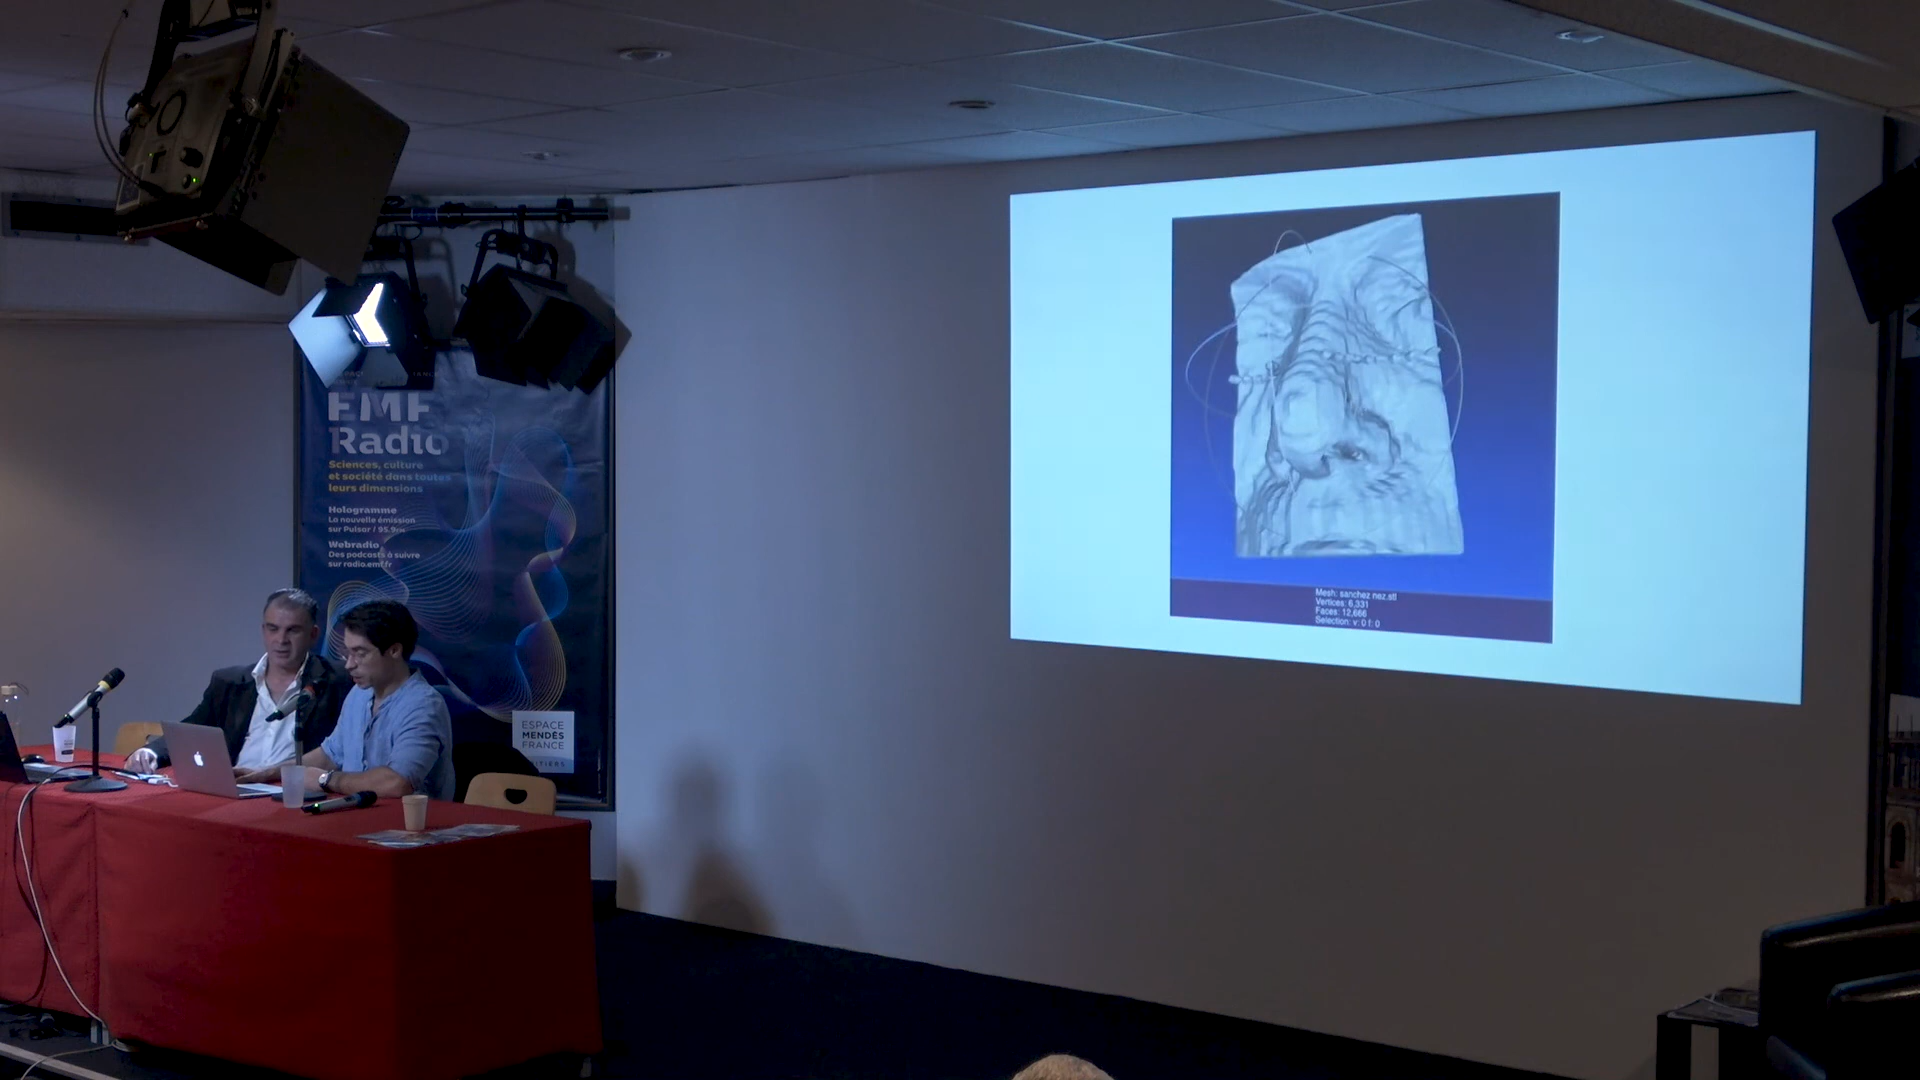 EMF
Radio
Sciences, culture
et société dans toutes
leurs dimensions
Hologramme
La nouvelle émission
sur Pulsar / 95.9
Webradio
Des podcasts à suivre
sur radio.emf.fr
ESPACE
MENDÈS
FRANCE
Mesh: sanchez nez.stl
Vertices: 6,331
Faces: 12,666
Selection: v: 0 f: 0